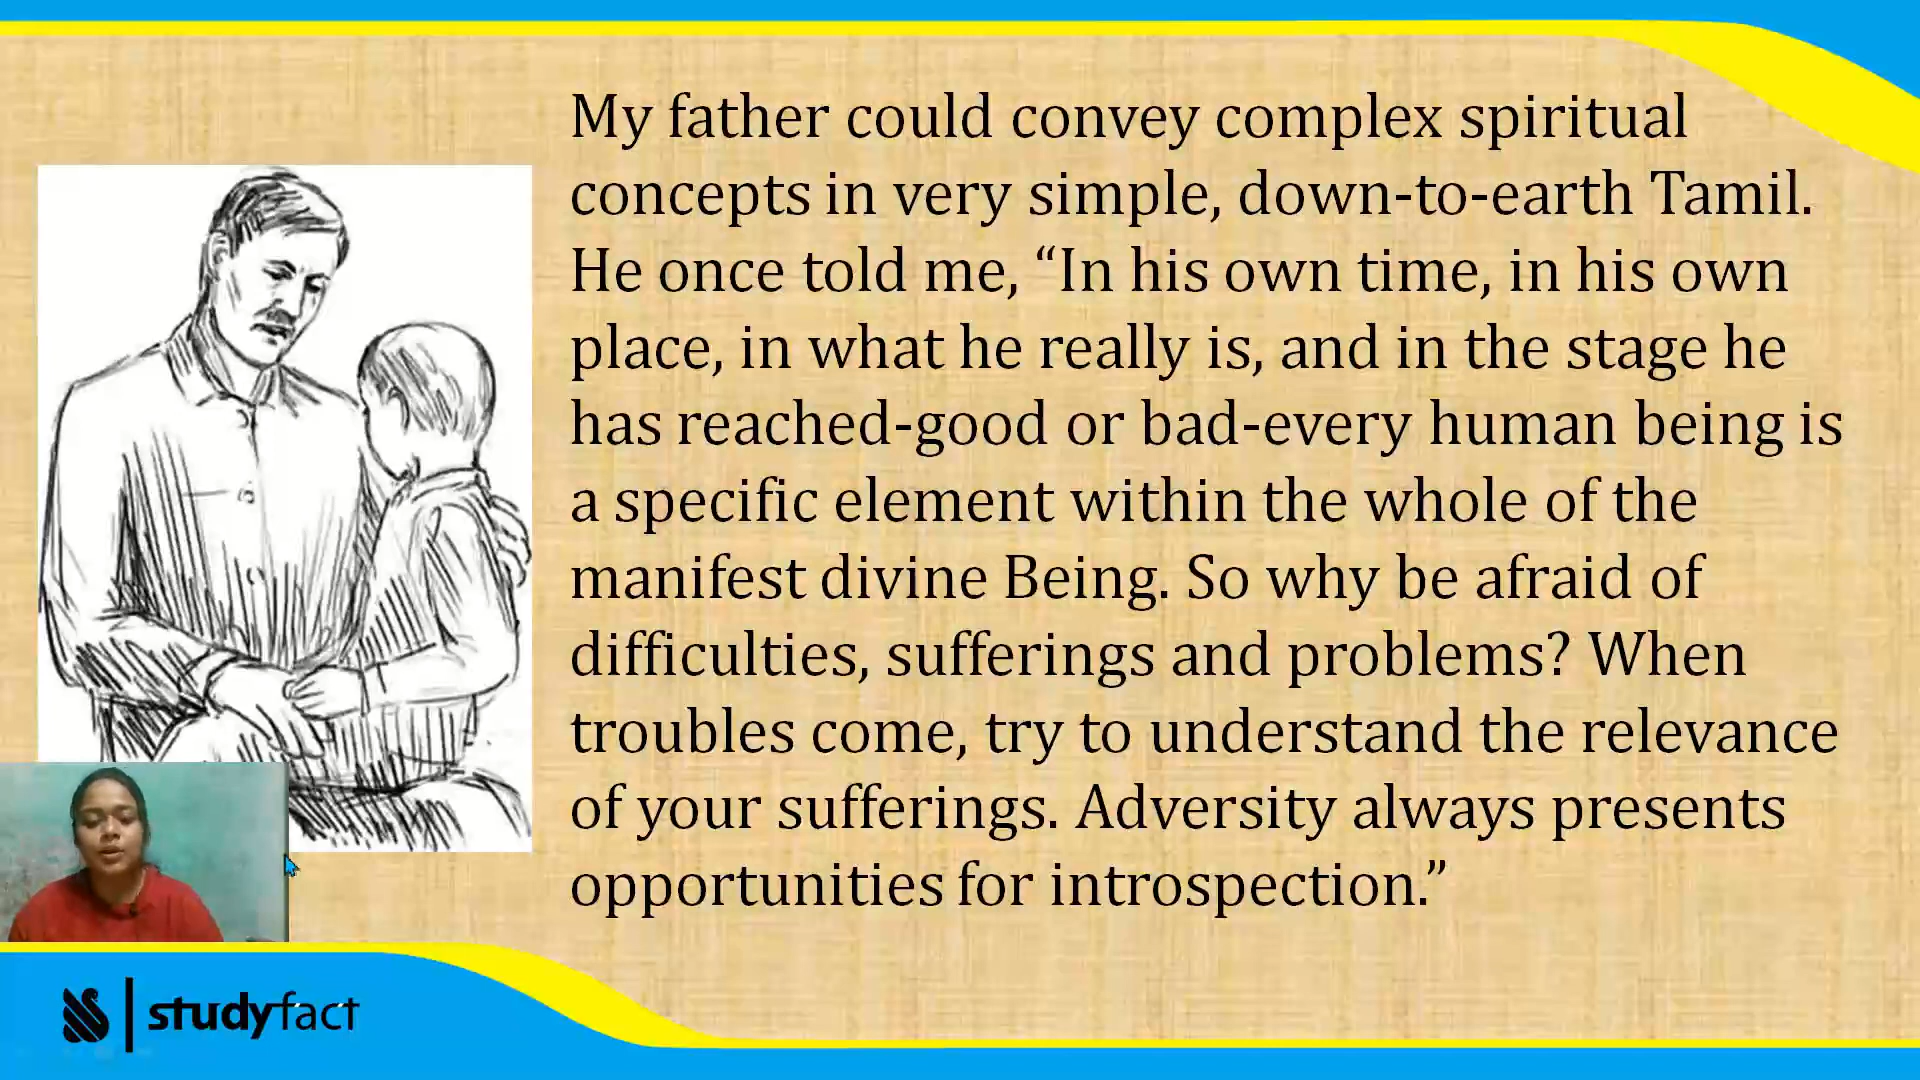 My father could convey complex spiritual
concepts in very simple, down-to-earth Tamil.
He once told me, “In his own time, in his own
place, in what he really is, and in the stage he
has reached-good or bad-every human being is
a specific element within the whole of the
manifest divine Being. So why be afraid of
difficulties, sufferings and problems? When
troubles come, try to understand the relevance
of your sufferings. Adversity always presents
opportunities for introspection.”
studyfact